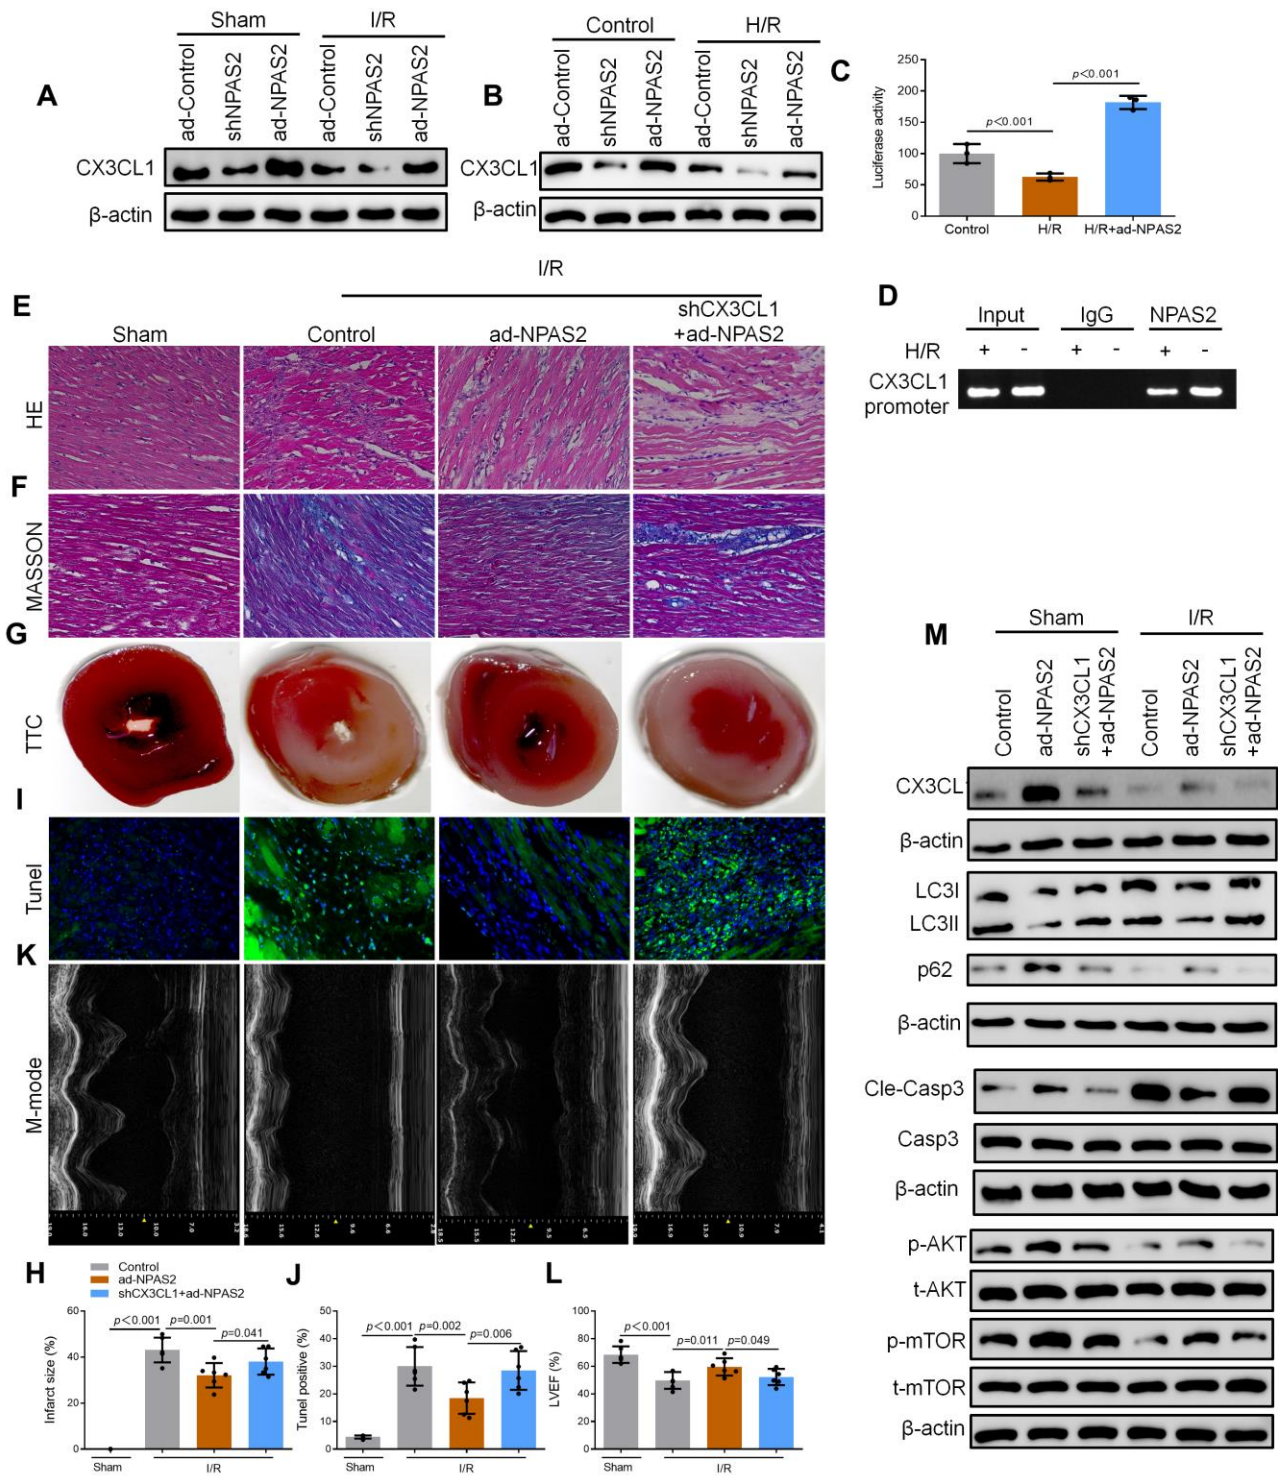 A
Sham
I/R
ad-Control
shNPAS2
ad-NPAS2
ad-Control
shNPAS2
ad-NPAS2
CX3CL1
β-actin
B
Control
H/R
ad-Control
shNPAS2
ad-NPAS2
ad-Control
shNPAS2
ad-NPAS2
CX3CL1
β-actin
C
Luciferase activity
250
200
150
100
50
0
p<0.001
p<0.001
Control
H/R
H/R+ad-NPAS2
D
Input
IgG
NPAS2
H/R
+ - + - + -
CX3CL1
promoter
I/R
E
Sham
Control
ad-NPAS2
shCX3CL1
+ad-NPAS2
HE
F
MASSON
G
TTC
I
Tunel
K
M-mode
H
Control
ad-NPAS2
shCX3CL1+ad-NPAS2
Infarot size (%)
60
40
20
0
p<0.001
p=0.001
p=0.041
Sham
I/R
J
Tunel positive (%)
50
40
30
20
10
0
p<0.001
p=0.002
p=0.006
Sham
I/R
L
LVEF (%)
100
80
60
40
20
0
p<0.001
p=0.011
p=0.049
Sham
I/R
M
Sham
I/R
Control
ad-NPAS2
shCX3CL1
+ad-NPAS2
Control
ad-NPAS2
shCX3CL1
+ad-NPAS2
CX3CL
β-actin
LC3I
LC3II
p62
β-actin
Cle-Casp3
Casp3
β-actin
p-AKT
t-AKT
p-mTOR
t-mTOR
β-actin